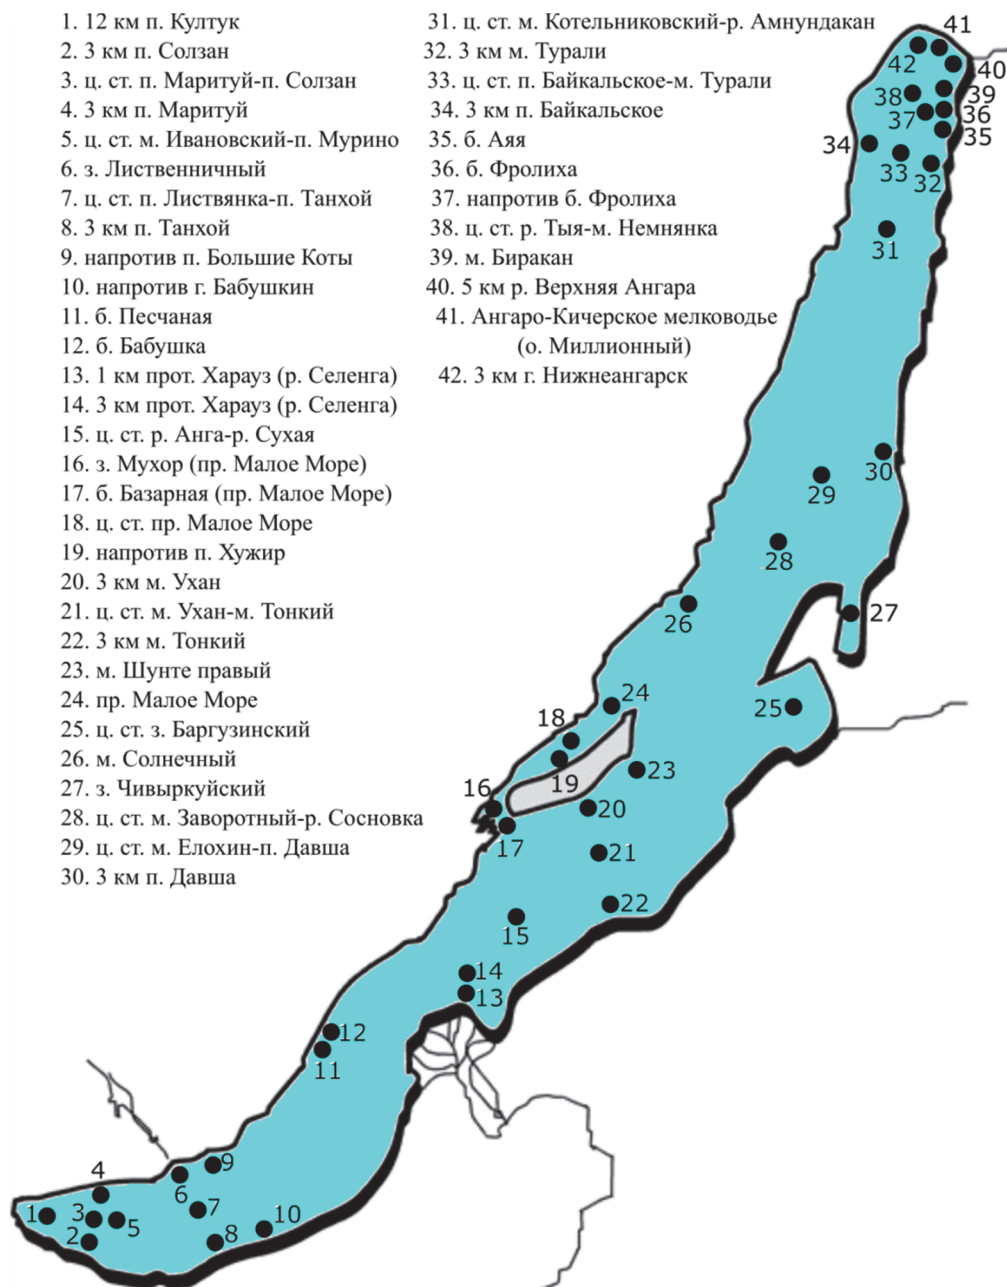 1. 12 км п. Култук
2. 3 км п. Солзан
3. ц. ст. п. Маритуй-п. Солзан
4. 3 км п. Маритуй
5. ц. ст. м. Ивановский-п. Мурино
6. з. Лиственничный
7. ц. ст. п. Листвянка-п. Танхой
8. 3 км п. Танхой
9. напротив п. Большие Коты
10. напротив г. Бабушкин
11. б. Песчаная
12. б. Бабушка
13. 1 км прот. Харауз (р. Селенга)
14. 3 км прот. Харауз (р. Селенга)
15. ц. ст. р. Анга-р. Сухая
16. з. Мухор (пр. Малое Море)
17. б. Базарная (пр. Малое Море)
18. ц. ст. пр. Малое Море
19. напротив п. Хужир
20. 3 км м. Ухан
21. ц. ст. м. Ухан-м. Тонкий
22. 3 км м. Тонкий
23. м. Шунте правый
24. пр. Малое Море
25. ц. ст. з. Баргузинский
26. м. Солнечный
27. з. Чивыркуйский
28. ц. ст. м. Заворотный-р. Сосновка
29. ц. ст. м. Елохин-п. Давша
30. 3 км п. Давша
31. ц. ст. м. Котельниковский-р. Амнундакан
32. 3 км м. Турали
33. ц. ст. п. Байкальское-м. Турали
34. 3 км п. Байкальское
35. б. Аяя
36. б. Фролиха
37. напротив б. Фролиха
38. ц. ст. р. Тыя-м. Немнянка
39. м. Биракан
40. 5 км р. Верхняя Ангара
41. Ангаро-Кичерское мелководье
(о. Миллионный)
42. 3 км г. Нижнеангарск
41
42
40
38
39
37
36
35
34
33
32
31
30
29
28
27
26
25
24
18
23
19
16
20
17
21
22
15
14
13
12
11
9
4
6
7
1
3
5
10
2
8